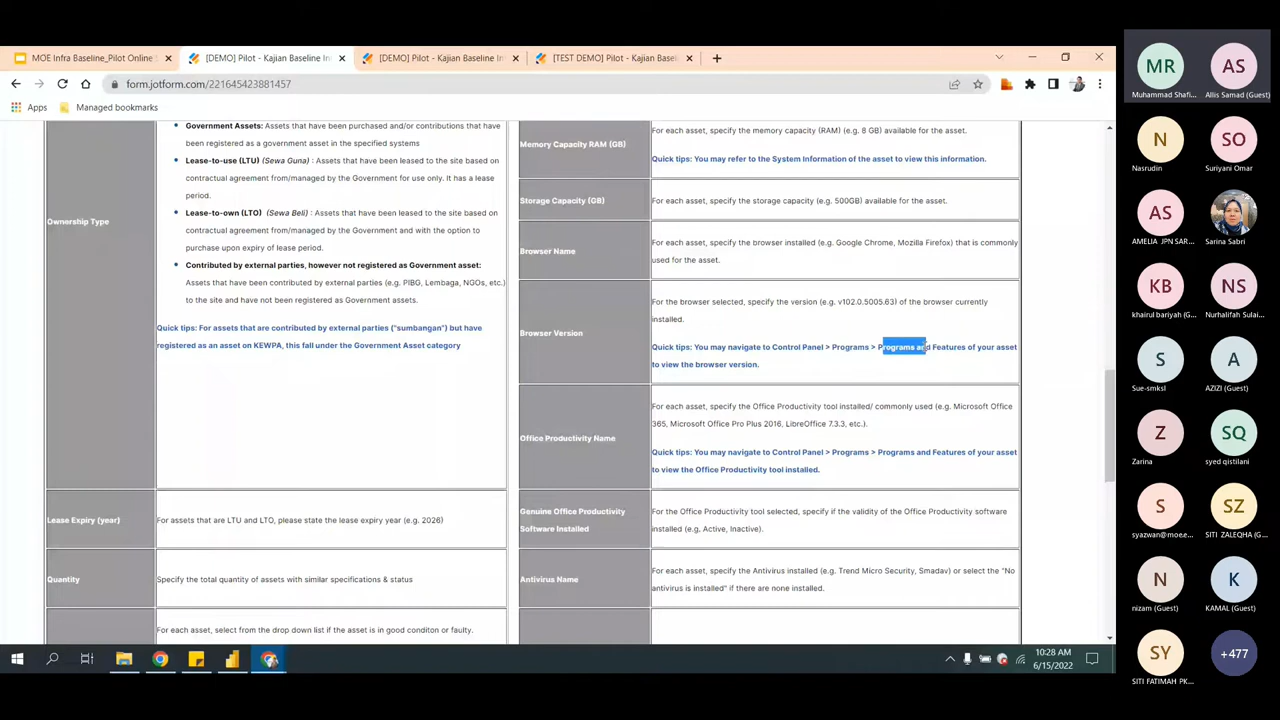 MOE Infra Baseline_Pilot Online
[DEMO] Pilot - Kajian Baseline In
[DEMO] Pilot - Kajian Baseline In
[TEST DEMO] Pilot - Kajian Basel
form.jotform.com/221645423881457
Apps
Managed bookmarks
Ownership Type
Government Assets: Assets that have been purchased and/or contributions that have
been registered as a government asset in the specified systems
Lease-to-use (LTU) (Sewa Guna) : Assets that have been leased to the site based on
contractual agreement from/managed by the Government for use only. It has a lease
period.
Lease-to-own (LTO) (Sewa Beli) : Assets that have been leased to the site based on
contractual agreement from/managed by the Government and with the option to
purchase upon expiry of lease period.
Contributed by external parties, however not registered as Government asset:
Assets that have been contributed by external parties (e.g. PIBG, Lembaga, NGOs, etc.)
to the site and have not been registered as Government assets.
Quick tips: For assets that are contributed by external parties ("sumbangan") but have
registered as an asset on KEWPA, this fall under the Government Asset category
Lease Expiry (year)
For assets that are LTU and LTO, please state the lease expiry year (e.g. 2026)
Quantity
Specify the total quantity of assets with similar specifications & status
For each asset, select from the drop down list if the asset is in good conditon or faulty.
Memory Capacity RAM (GB)
For each asset, specify the memory capacity (RAM) (e.g. 8 GB) available for the asset.
Quick tips: You may refer to the System Information of the asset to view this information.
Storage Capacity (GB)
For each asset, specify the storage capacity (e.g. 500GB) available for the asset.
Browser Name
For each asset, specify the browser installed (e.g. Google Chrome, Mozilla Firefox) that is commonly
used for the asset.
Browser Version
For the browser selected, specify the version (e.g. v102.0.5005.63) of the browser currently
installed.
Quick tips: You may navigate to Control Panel > Programs > Programs and Features of your asset
to view the browser version.
Office Productivity Name
For each asset, specify the Office Productivity tool installed/ commonly used (e.g. Microsoft Office
365, Microsoft Office Pro Plus 2016, LibreOffice 7.3.3, etc.).
Quick tips: You may navigate to Control Panel > Programs > Programs and Features of your asset
to view the Office Productivity tool installed.
Genuine Office Productivity
Software Installed
For the Office Productivity tool selected, specify if the validity of the Office Productivity software
installed (e.g, Active, Inactive).
Antivirus Name
For each asset, specify the Antivirus installed (e.g. Trend Micro Security, Smadav) or select the "No
antivirus is installed" if there are none installed.
10:28 AM
6/15/2022
MR
Muhammad Shafi...
AS
Allis Samad (Guest)
N
Nasrudin
SO
Suriyani Omar
AS
AMELIA JPN SAR...
Sarina Sabri
KB
khairul bariyah (G...
NS
Nurhalifah Sulai...
S
Sue-smksl
A
AZIZI (Guest)
Z
Zarina
SQ
syed qistilani
S
syazwan@moe.e...
SZ
SITI ZALEQHA (G...
N
nizam (Guest)
K
KAMAL (Guest)
SY
SITI FATIMAH PK...
+477